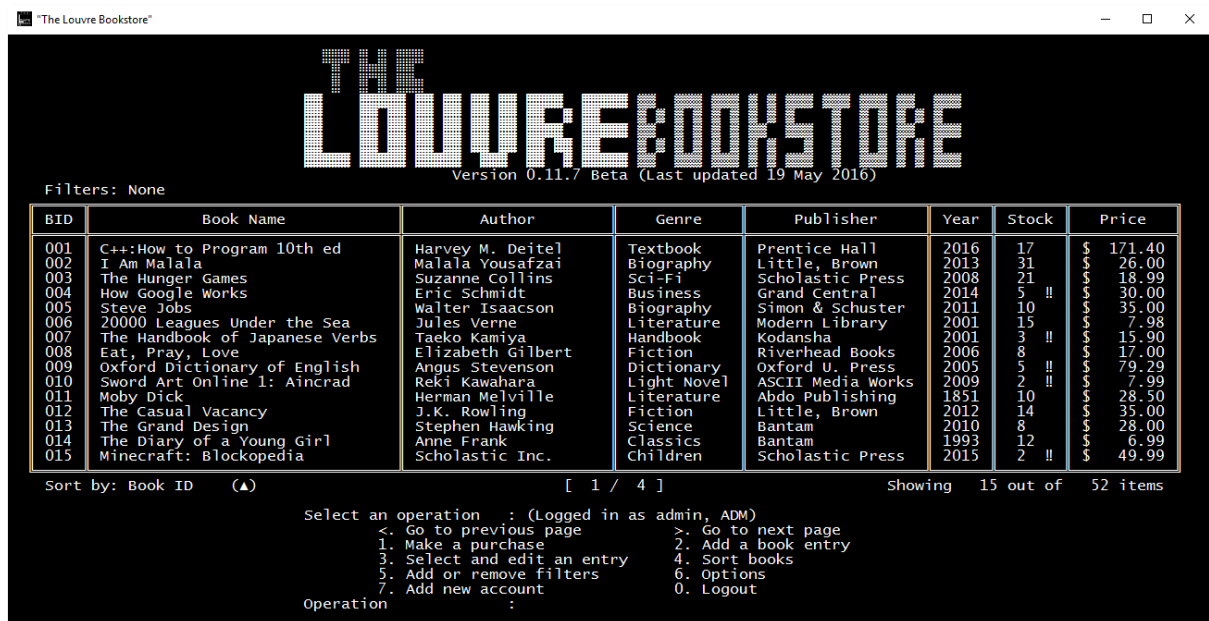 "The Louvre Bookstore"
THE
LOUVRE BOOKSTORE
Version 0.11.7 Beta (Last updated 19 May 2016)
Filters: None
BID Book Name Author Genre Publisher Year Stock Price
001 C++:How to Program 10th ed Harvey M. Deitel Textbook Prentice Hall 2016 17 $ 171.40
002 I Am Malala Malala Yousafzai Biography Little, Brown 2013 31 $ 26.00
003 The Hunger Games Suzanne Collins Sci-Fi Scholastic Press 2008 21 $ 18.99
004 How Google Works Eric Schmidt Business Grand Central 2014 5 ‼ $ 30.00
005 Steve Jobs Walter Isaacson Biography Simon & Schuster 2011 10 $ 35.00
006 20000 Leagues Under the Sea Jules Verne Literature Modern Library 2001 15 $ 7.98
007 The Handbook of Japanese Verbs Taeko Kamiya Handbook Kodansha 2001 3 ‼ $ 15.90
008 Eat, Pray, Love Elizabeth Gilbert Fiction Riverhead Books 2006 8 $ 17.00
009 Oxford Dictionary of English Angus Stevenson Dictionary Oxford U. Press 2005 5 ‼ $ 79.29
010 Sword Art Online 1: Aincrad Reki Kawahara Light Novel ASCII Media Works 2009 2 ‼ $ 7.99
011 Moby Dick Herman Melville Literature Abdo Publishing 1851 10 $ 28.50
012 The Casual Vacancy J.K. Rowling Fiction Little, Brown 2012 14 $ 35.00
013 The Grand Design Stephen Hawking Science Bantam 2010 8 $ 28.00
014 The Diary of a Young Girl Anne Frank Classics Bantam 1993 12 $ 6.99
015 Minecraft: Blockopedia Scholastic Inc. Children Scholastic Press 2015 2 ‼ $ 49.99
Sort by: Book ID (▲) [ 1 / 4 ] Showing 15 out of 52 items
Select an operation : (Logged in as admin, ADM)
<. Go to previous page >. Go to next page
1. Make a purchase 2. Add a book entry
3. Select and edit an entry 4. Sort books
5. Add or remove filters 6. Options
7. Add new account 0. Logout
Operation :